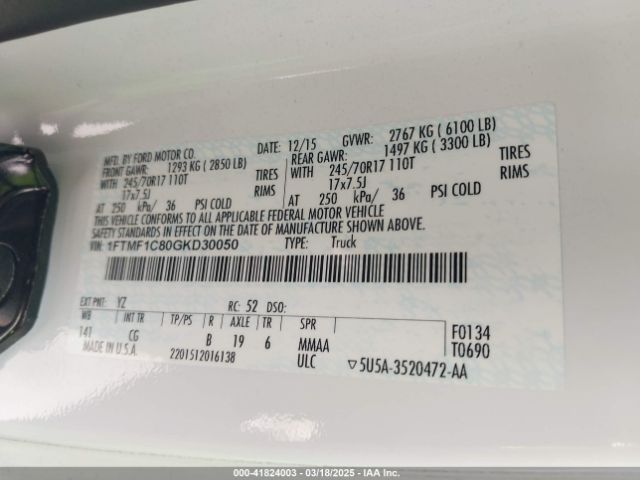 MFD. BY FORD MOTOR CO. DATE: 12/15 GVWR: 2767 KG ( 6100 LB)
FRONT GAWR: 1293 KG ( 2850 LB) REAR GAWR: 1497 KG ( 3300 LB)
WITH 245/70R17 110T TIRES WITH 245/70R17 110T TIRES
17x7.5J RIMS 17x7.5J RIMS
AT 250 kPa/ 36 PSI COLD AT 250 kPa/ 36 PSI COLD
THIS VEHICLE CONFORMS TO ALL APPLICABLE FEDERAL MOTOR VEHICLE
SAFETY STANDARDS IN EFFECT ON THE DATE OF MANUFACTURE SHOWN ABOVE.
VIN: 1FTMF1C80GKD30050 TYPE: Truck
EXT PNT: YZ RC: 52 DSO:
WB INT TR TP/PS R AXLE TR SPR
141 CG B 19 6 MMAA F0134
MADE IN U.S.A. 2201512016138 ULC T0690
▽5U5A-3520472-AA
000-41824003 — 03/18/2025 — IAA Inc.